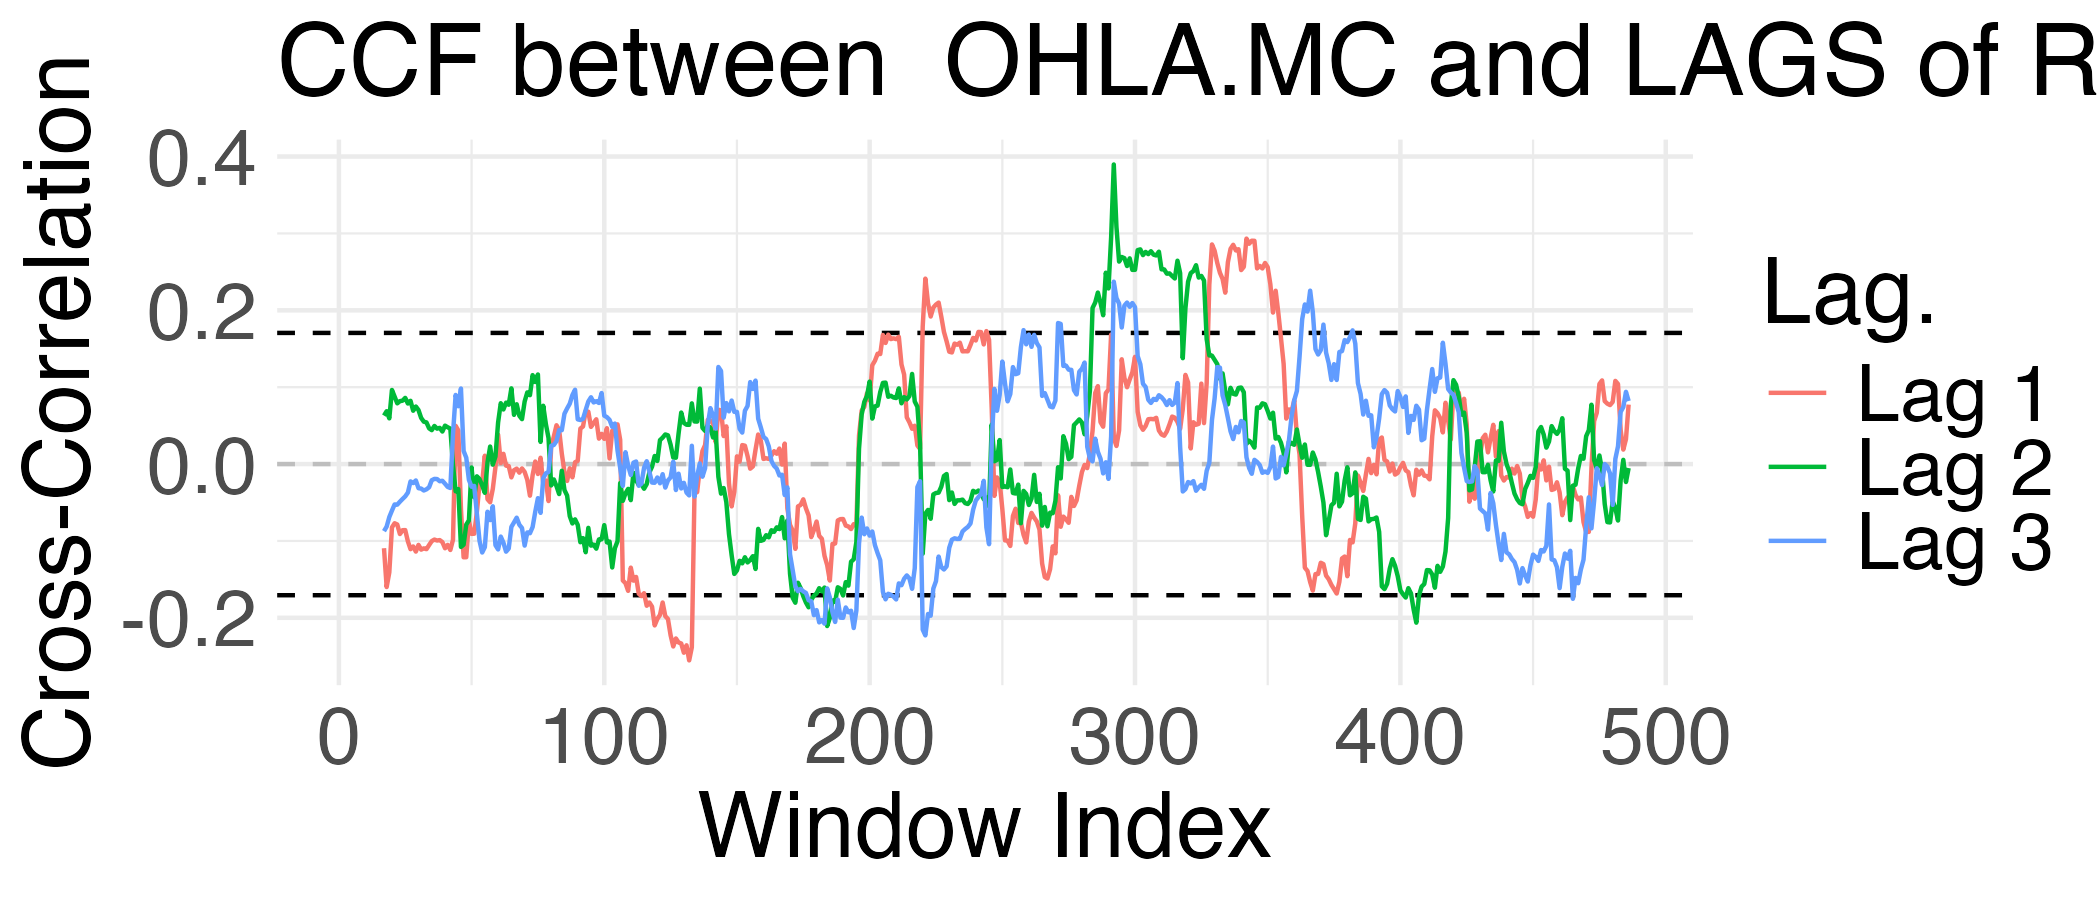 CCF between  OHLA.MC and LAGS of R
Cross-Correlation
0.4
0.2
0.0
-0.2
0
100
200
300
400
500
Window Index
Lag.
Lag 1
Lag 2
Lag 3